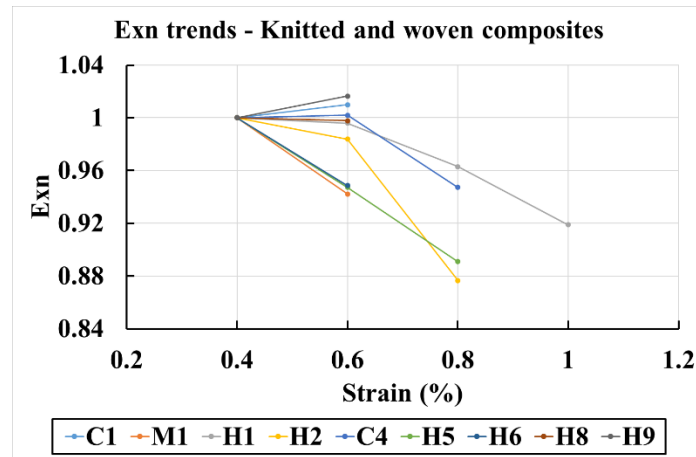 Exn trends - Knitted and woven composites
1.04
1
0.96
0.92
0.88
0.84
Exn
0.2 0.4 0.6 0.8 1 1.2
Strain (%)
C1 M1 H1 H2 C4 H5 H6 H8 H9